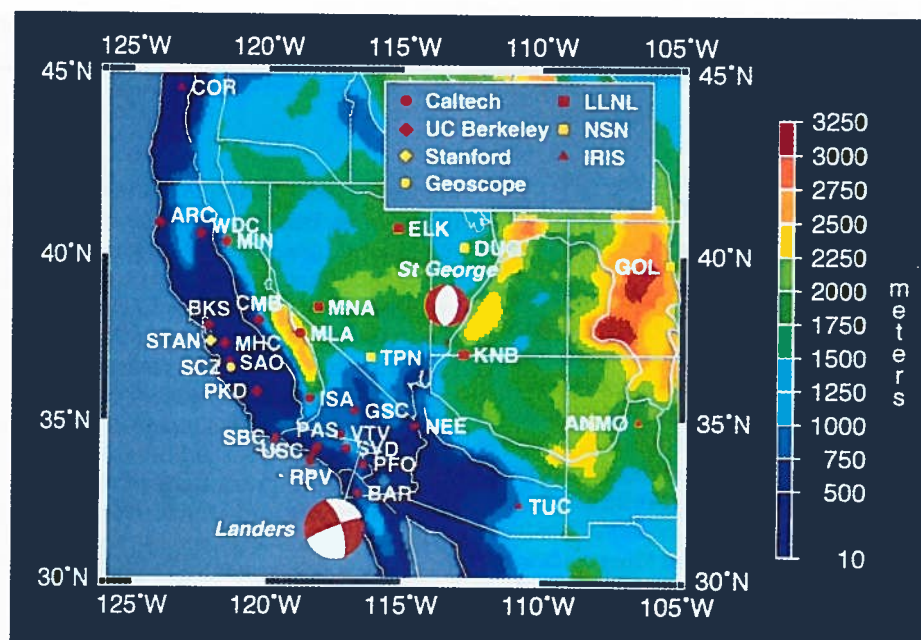 125°W 120°W 115°W 110°W 105°W
45°N 45°N
COR
Caltech LLNL
UC Berkeley NSN
Stanford IRIS
Geoscope
3250
3000
2750
2500
2250
2000
1750
1500
1250
1000
750
500
10
meters
ARC
WDC
MIN
ELK
DUG
40°N 40°N
St George
GOL
BKS CMB
MNA
STAN MHC MLA
SCZ SAO
TPN KNB
PKD
ISA
GSC
35°N 35°N
NEE
ANMO
SBC PAS VTV
USC SVD
PFO
RPV
BAR
TUC
Landers
30°N 30°N
125°W 120°W 115°W 110°W 105°W